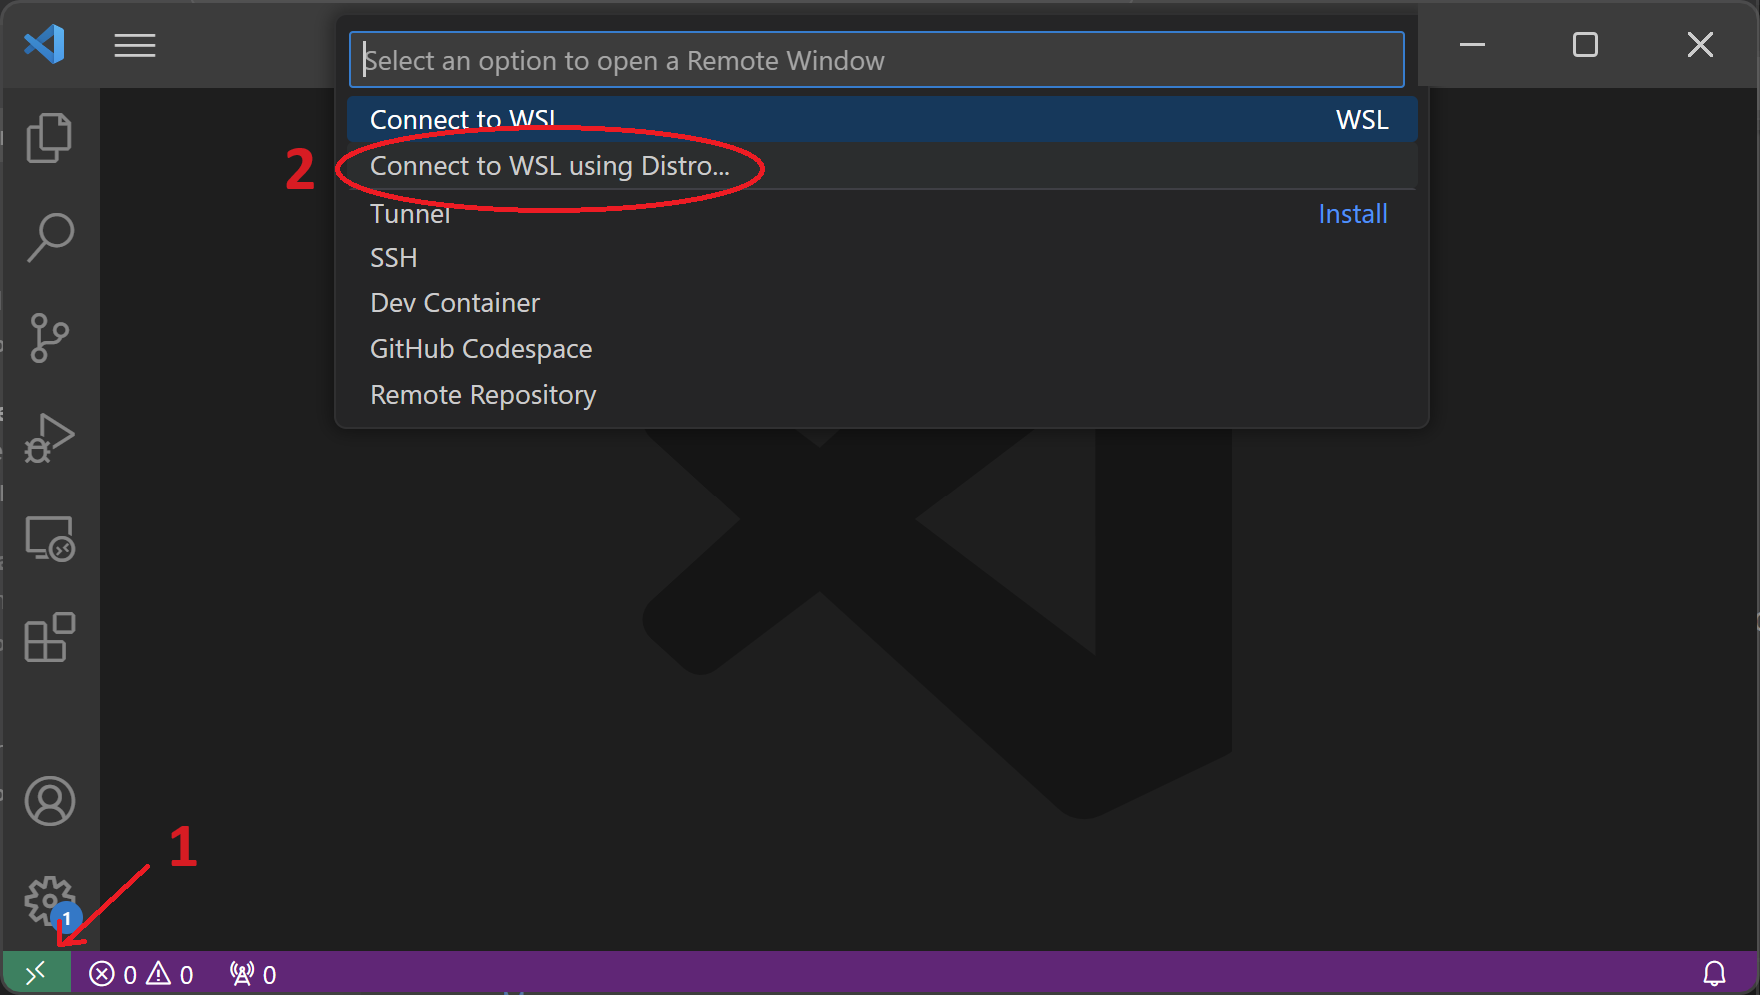 Select an option to open a Remote Window
Connect to WSL WSL
2
Connect to WSL using Distro...
Tunnel Install
SSH
Dev Container
GitHub Codespace
Remote Repository
1
1
0 0 0